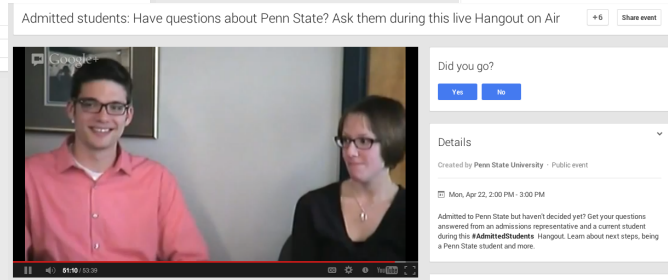 Admitted students: Have questions about Penn State? Ask them during this live Hangout on Air
+6
Share event
Google+
Did you go?
Yes
No
Details
Created by Penn State University · Public event
Mon, Apr 22, 2:00 PM - 3:00 PM
Admitted to Penn State but haven't decided yet? Get your questions
answered from an admissions representative and a current student
during this #AdmittedStudents Hangout. Learn about next steps, being
a Penn State student and more.
51:10 / 53:39
YouTube